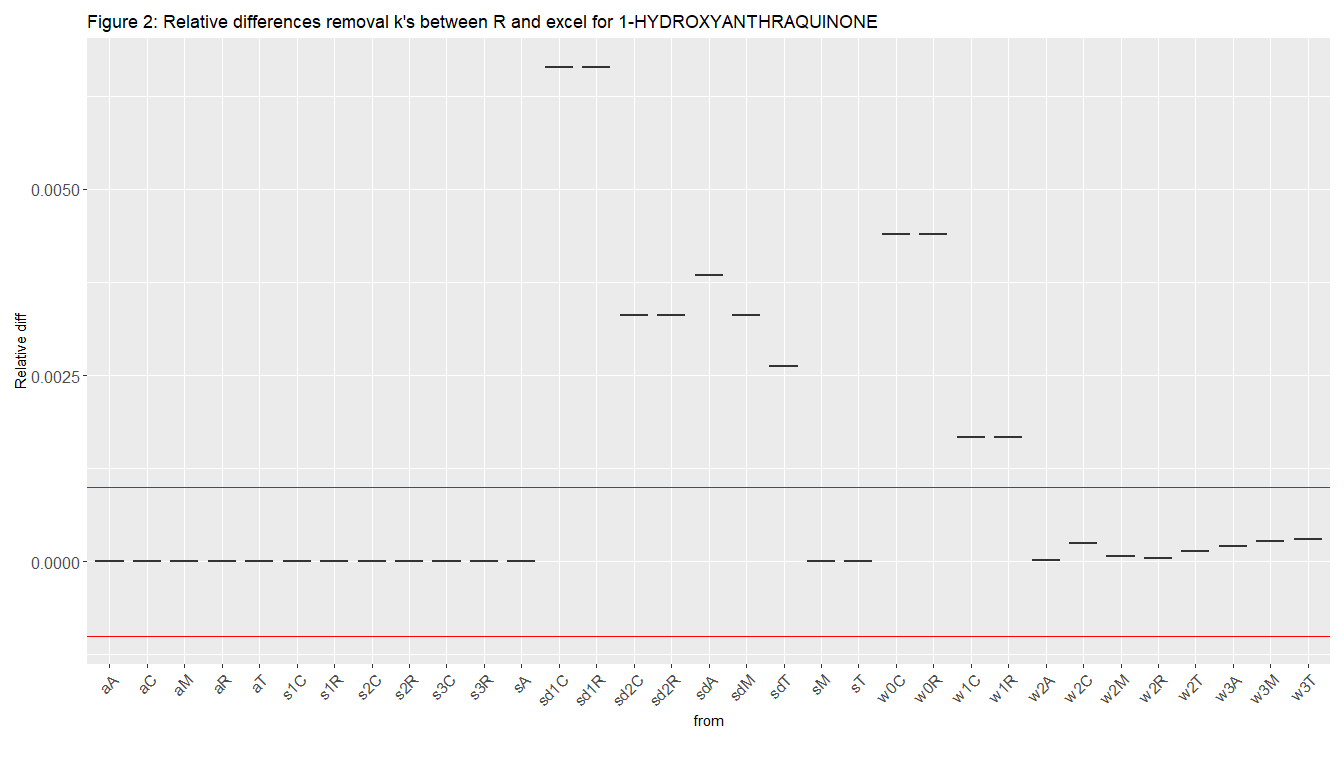 Figure 2: Relative differences removal k's between R and excel for 1-HYDROXYANTHRAQUINONE
Relative diff
0.0050
0.0025
0.0000
aA
aC
aM
aR
aT
s1C
s1R
s2C
s2R
s3C
s3R
sA
sd1C
sd1R
sd2C
sd2R
sdA
sdM
sdT
sM
sT
w0C
w0R
w1C
w1R
w2A
w2C
w2M
w2R
w2T
w3A
w3M
w3T
from